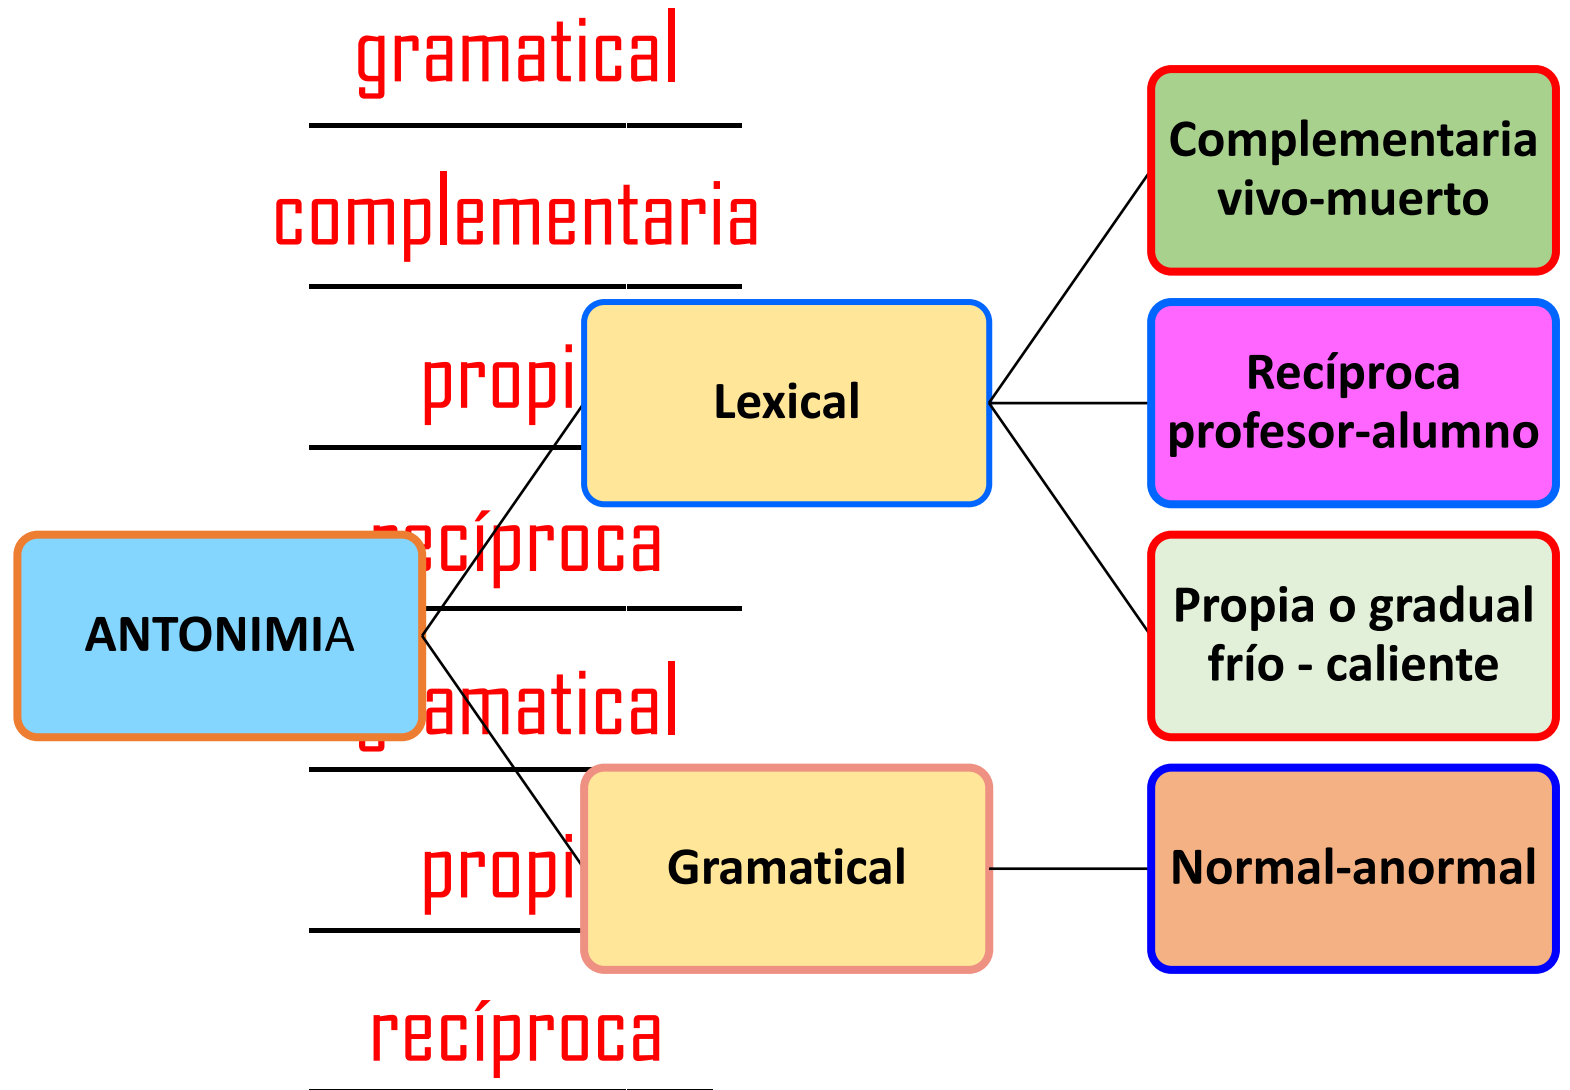 gramatical
complementaria
propi
recíproca
amatical
propi
recíproca
ANTONIMIA
Lexical
Gramatical
Complementaria
vivo-muerto
Recíproca
profesor-alumno
Propia o gradual
frío - caliente
Normal-anormal